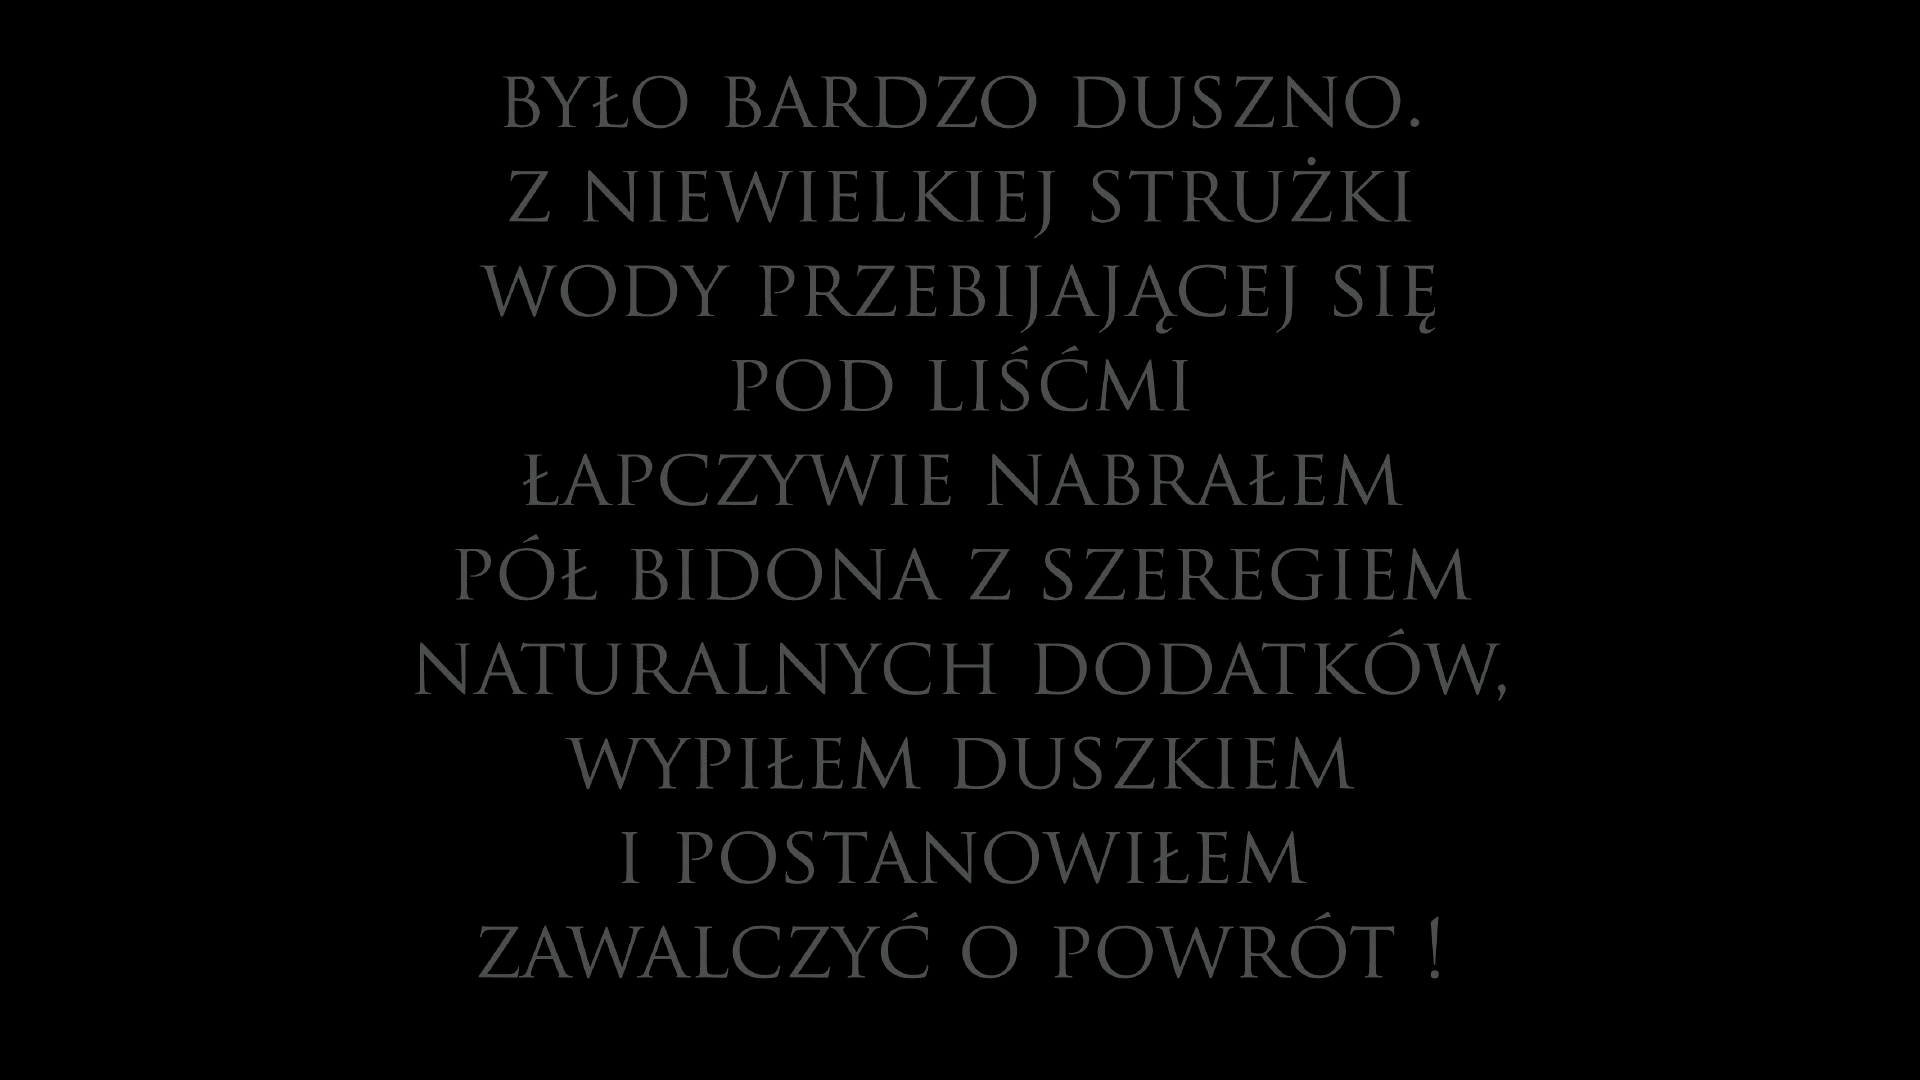 BYŁO BARDZO DUSZNO.
Z NIEWIELKIEJ STRUŻKI
WODY PRZEBIJAJĄCEJ SIĘ
POD LIŚĆMI
ŁAPCZYWIE NABRAŁEM
PÓŁ BIDONA Z SZEREGIEM
NATURALNYCH DODATKÓW,
WYPIŁEM DUSZKIEM
I POSTANOWIŁEM
ZAWALCZYĆ O POWRÓT !